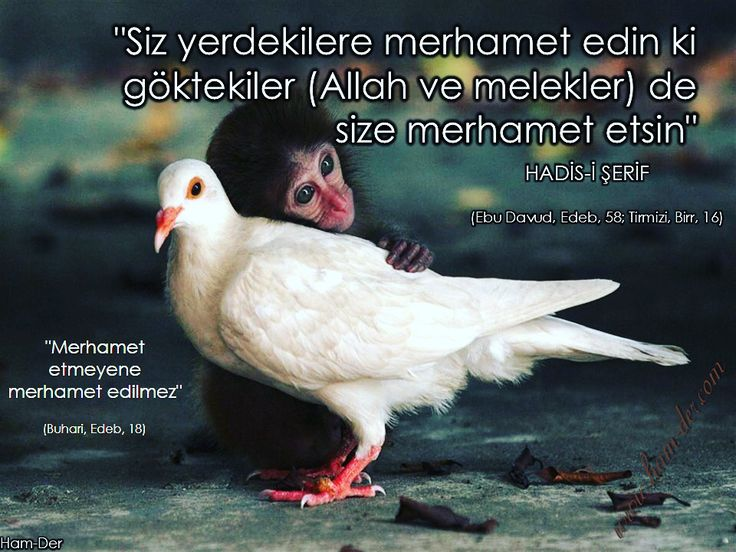 "Siz yerdekilere merhamet edin ki
göktekiler (Allah ve melekler) de
size merhamet etsin"
HADİS-İ ŞERİF
(Ebu Davud, Edeb, 58; Tirmizi, Birr, 16)
"Merhamet
etmeyene
merhamet edilmez"
(Buhari, Edeb, 18)
www.ham-der.com
Ham-Der